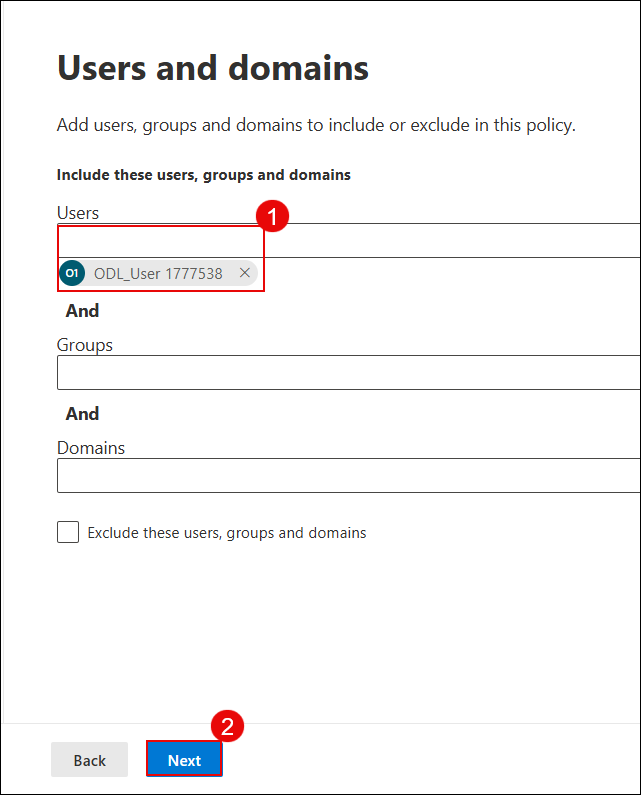 Users and domains
Add users, groups and domains to include or exclude in this policy.
Include these users, groups and domains
Users
1
O1 ODL_User 1777538 ×
And
Groups
And
Domains
Exclude these users, groups and domains
2
Back Next